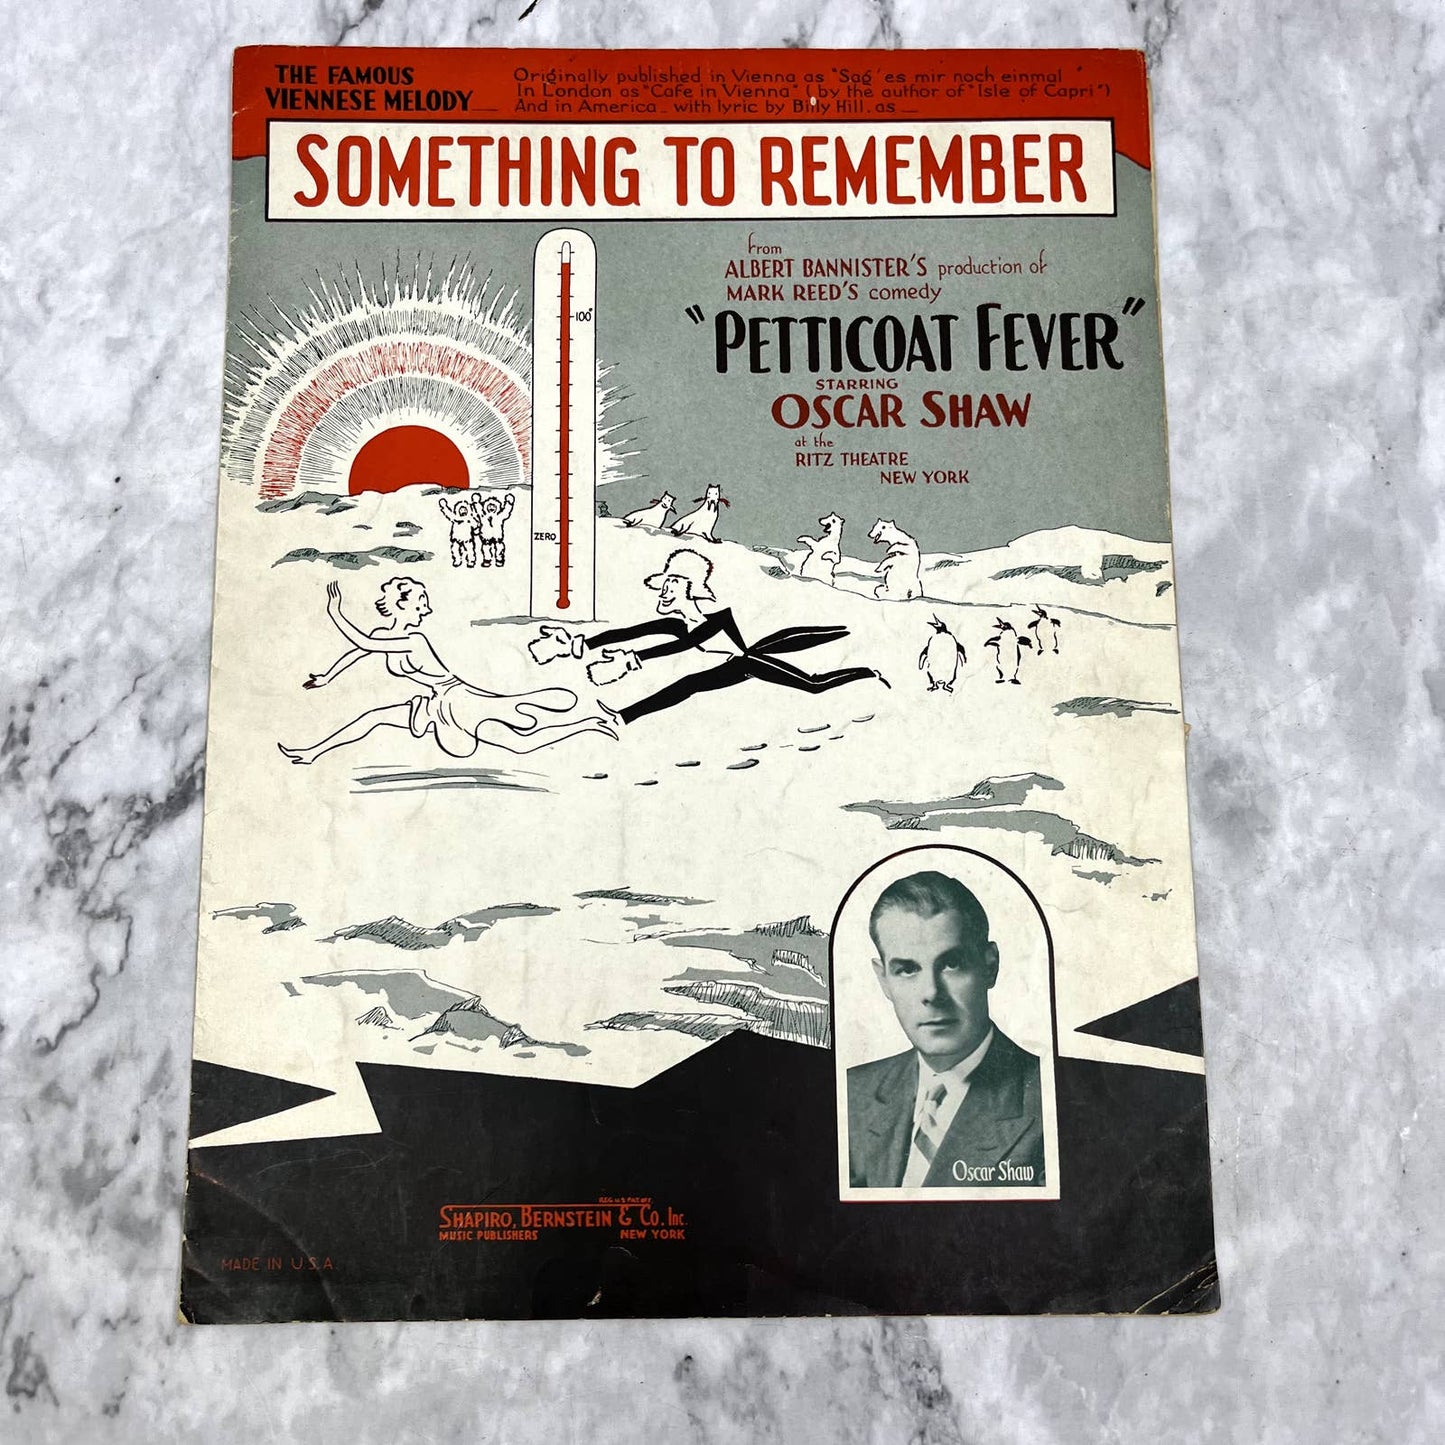 THE FAMOUS
VIENNESE MELODY
Originally published in Vienna as "Sag' es mir noch einmal"
In London as "Cafe in Vienna" (by the author of "Isle of Capri")
And in America - with lyric by Billy Hill, as -
SOMETHING TO REMEMBER
from
ALBERT BANNISTER'S production of
MARK REED'S comedy
"PETTICOAT FEVER"
STARRING
OSCAR SHAW
at the
RITZ THEATRE
NEW YORK
100°
ZERO
Oscar Shaw
REG. U S PAT. OFF.
SHAPIRO, BERNSTEIN & CO. INC.
MUSIC PUBLISHERS NEW YORK
MADE IN U.S.A.